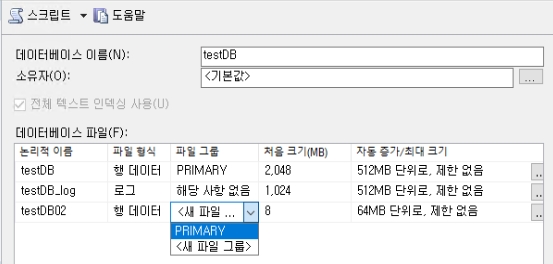 스크립트 도움말
데이터베이스 이름(N): testDB
소유자(O): <기본값> ...
전체 텍스트 인덱싱 사용(U)
데이터베이스 파일(F):
논리적 이름 파일 형식 파일 그룹 처음 크기(MB) 자동 증가/최대 크기
testDB 행 데이터 PRIMARY 2,048 512MB 단위로, 제한 없음 ..
testDB_log 로그 해당 사항 없음 1,024 512MB 단위로, 제한 없음 ..
testDB02 행 데이터 <새 파일 ... 8 64MB 단위로, 제한 없음 ..
PRIMARY
<새 파일 그룹>